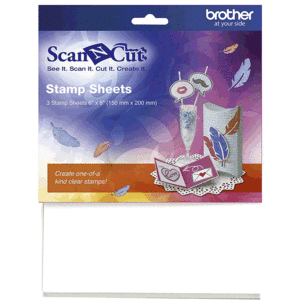 brother
at your side
ScanNCut
See it. Scan it. Cut it. Create it.
Stamp Sheets
3 Stamp Sheets 6" x 8" (150 mm x 200 mm)
Create one-of-a
kind clear stamps!